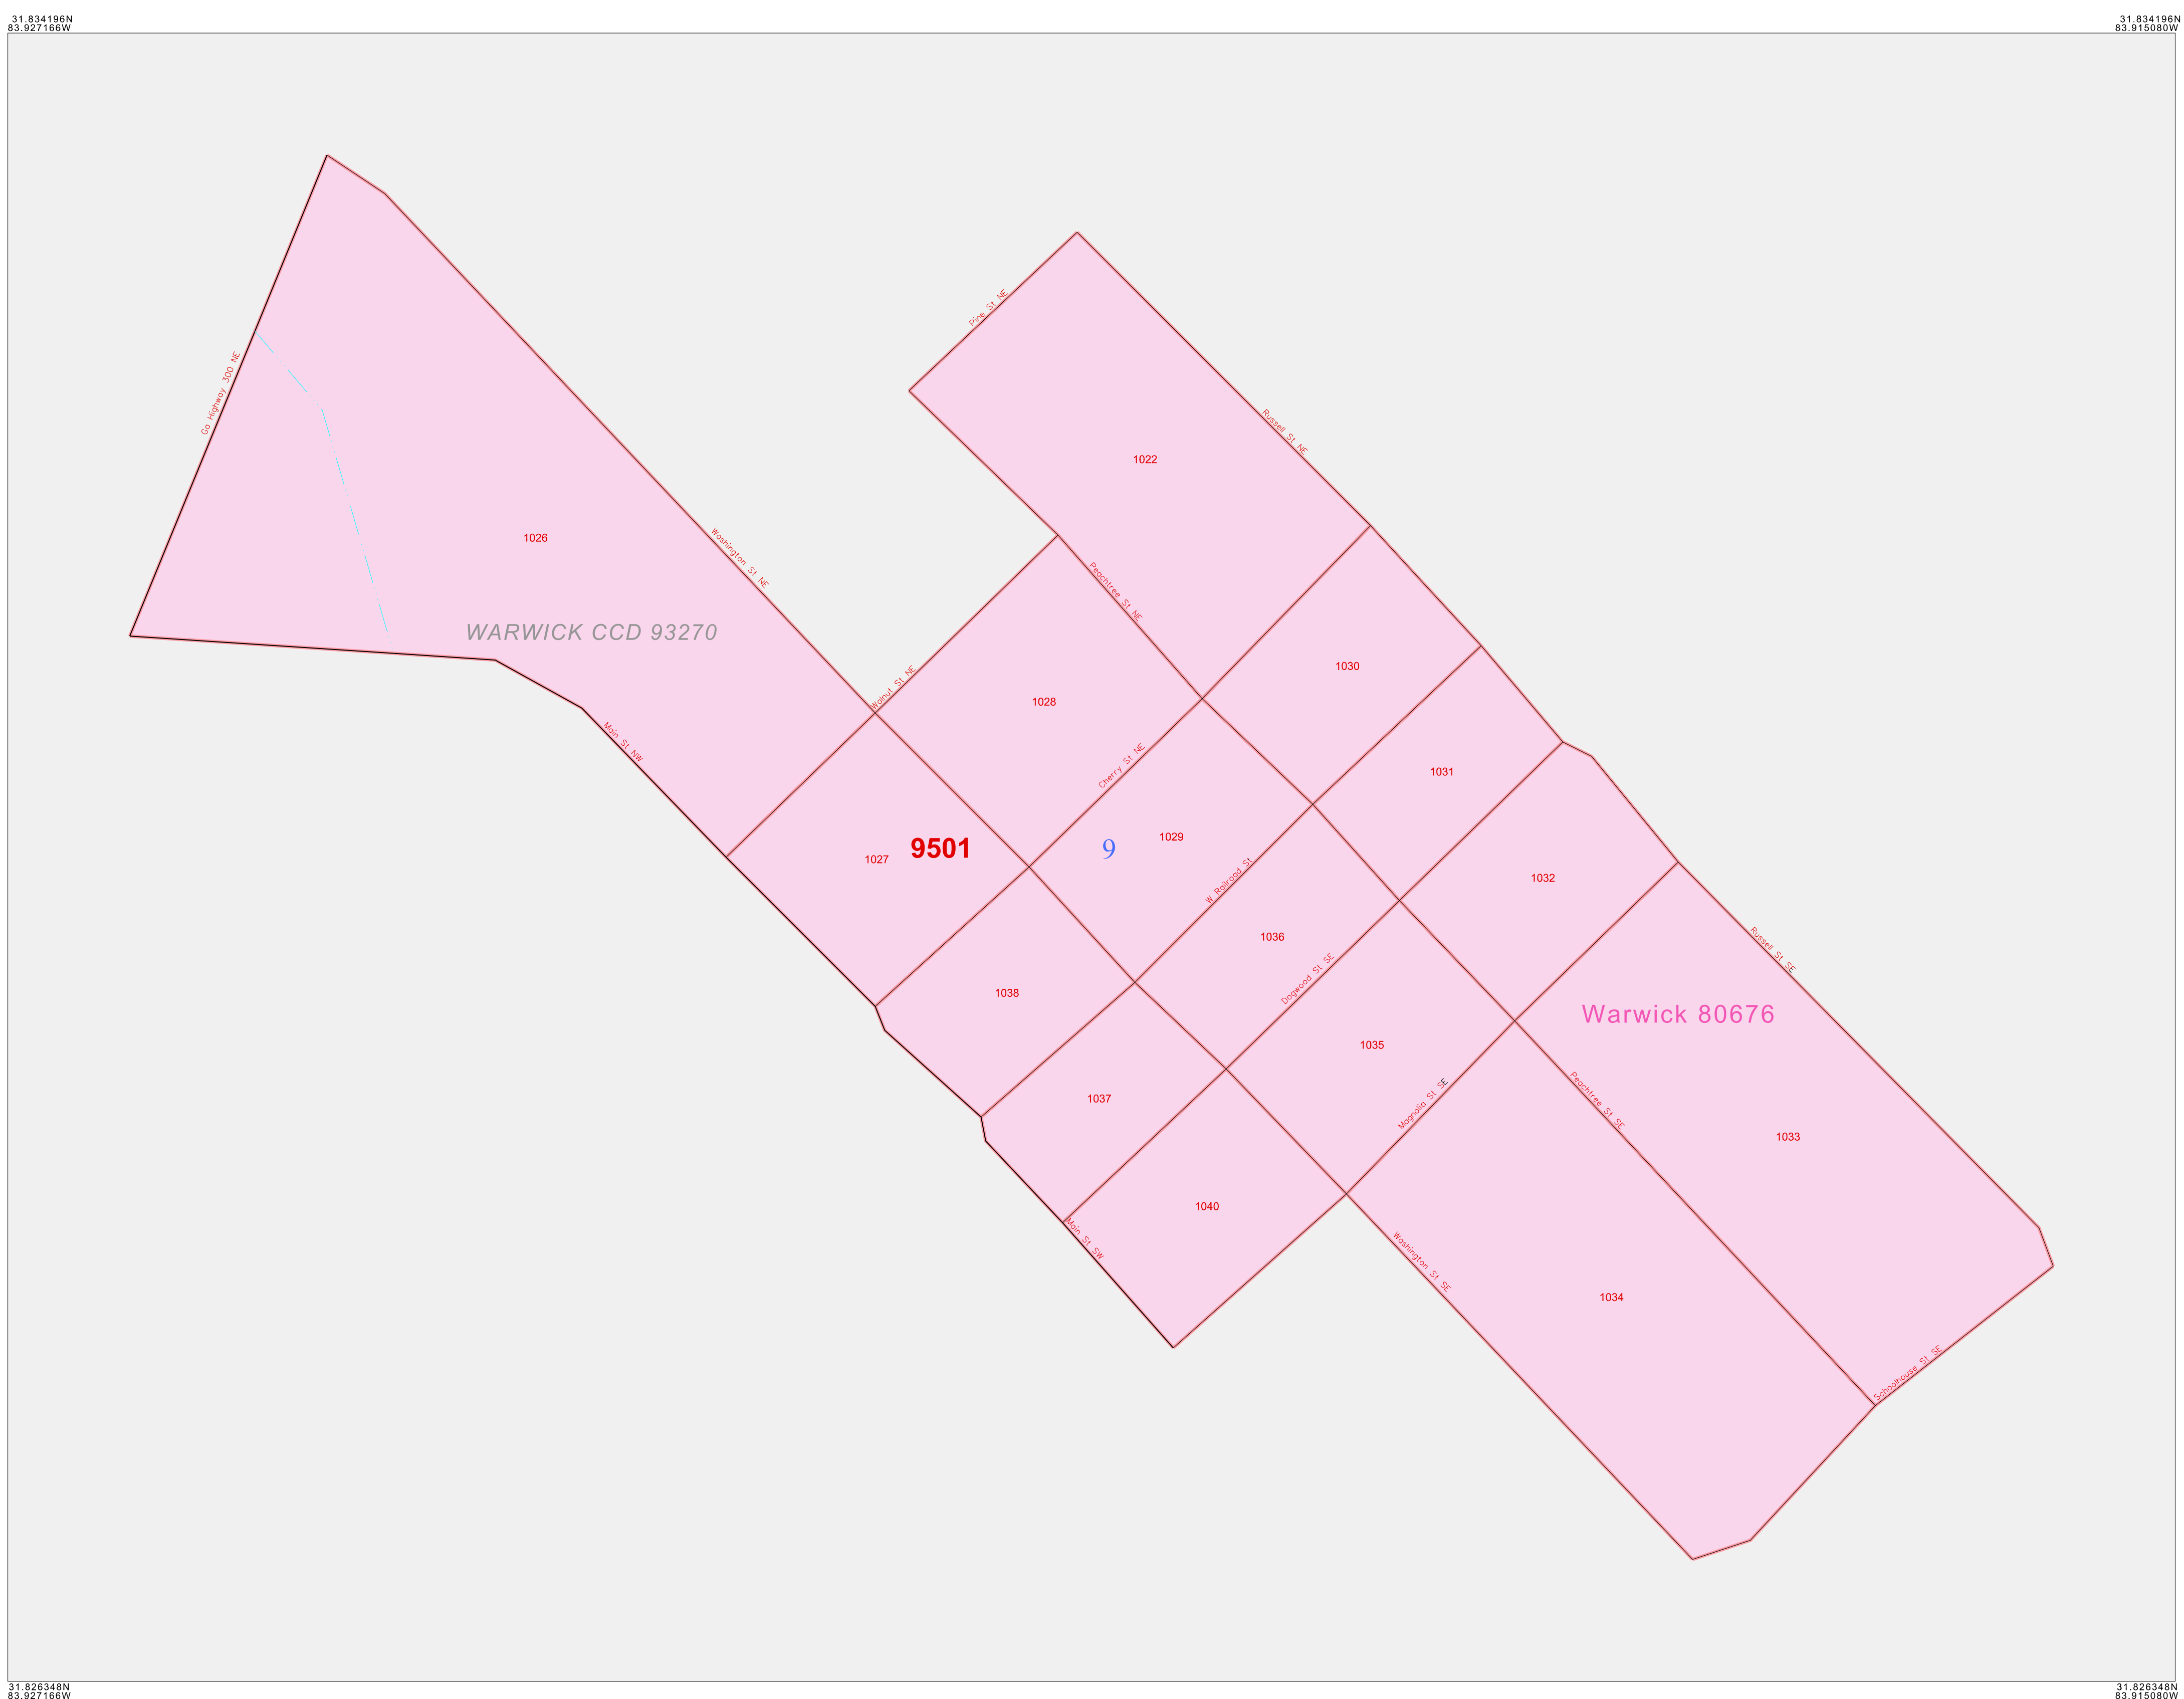 31.834196N
83.927166W
31.834196N
83.915080W
Pine St NE
Ga Highway 300 NE
Russell St NE
1022
1026
Washington St NE
Peachtree St NE
WARWICK CCD 93270
Walnut St NE
1030
1028
Main St NW
Cherry St NE
1031
1029
9501
9
1027
W Railroad St
1032
1036
Russell St SE
Dogwood St SE
1038
Warwick 80676
1035
1037
Magnolia St SE
Peachtree St SE
1033
1040
Main St SW
Washington St SE
1034
Schoolhouse St SE
31.826348N
83.927166W
31.826348N
83.915080W